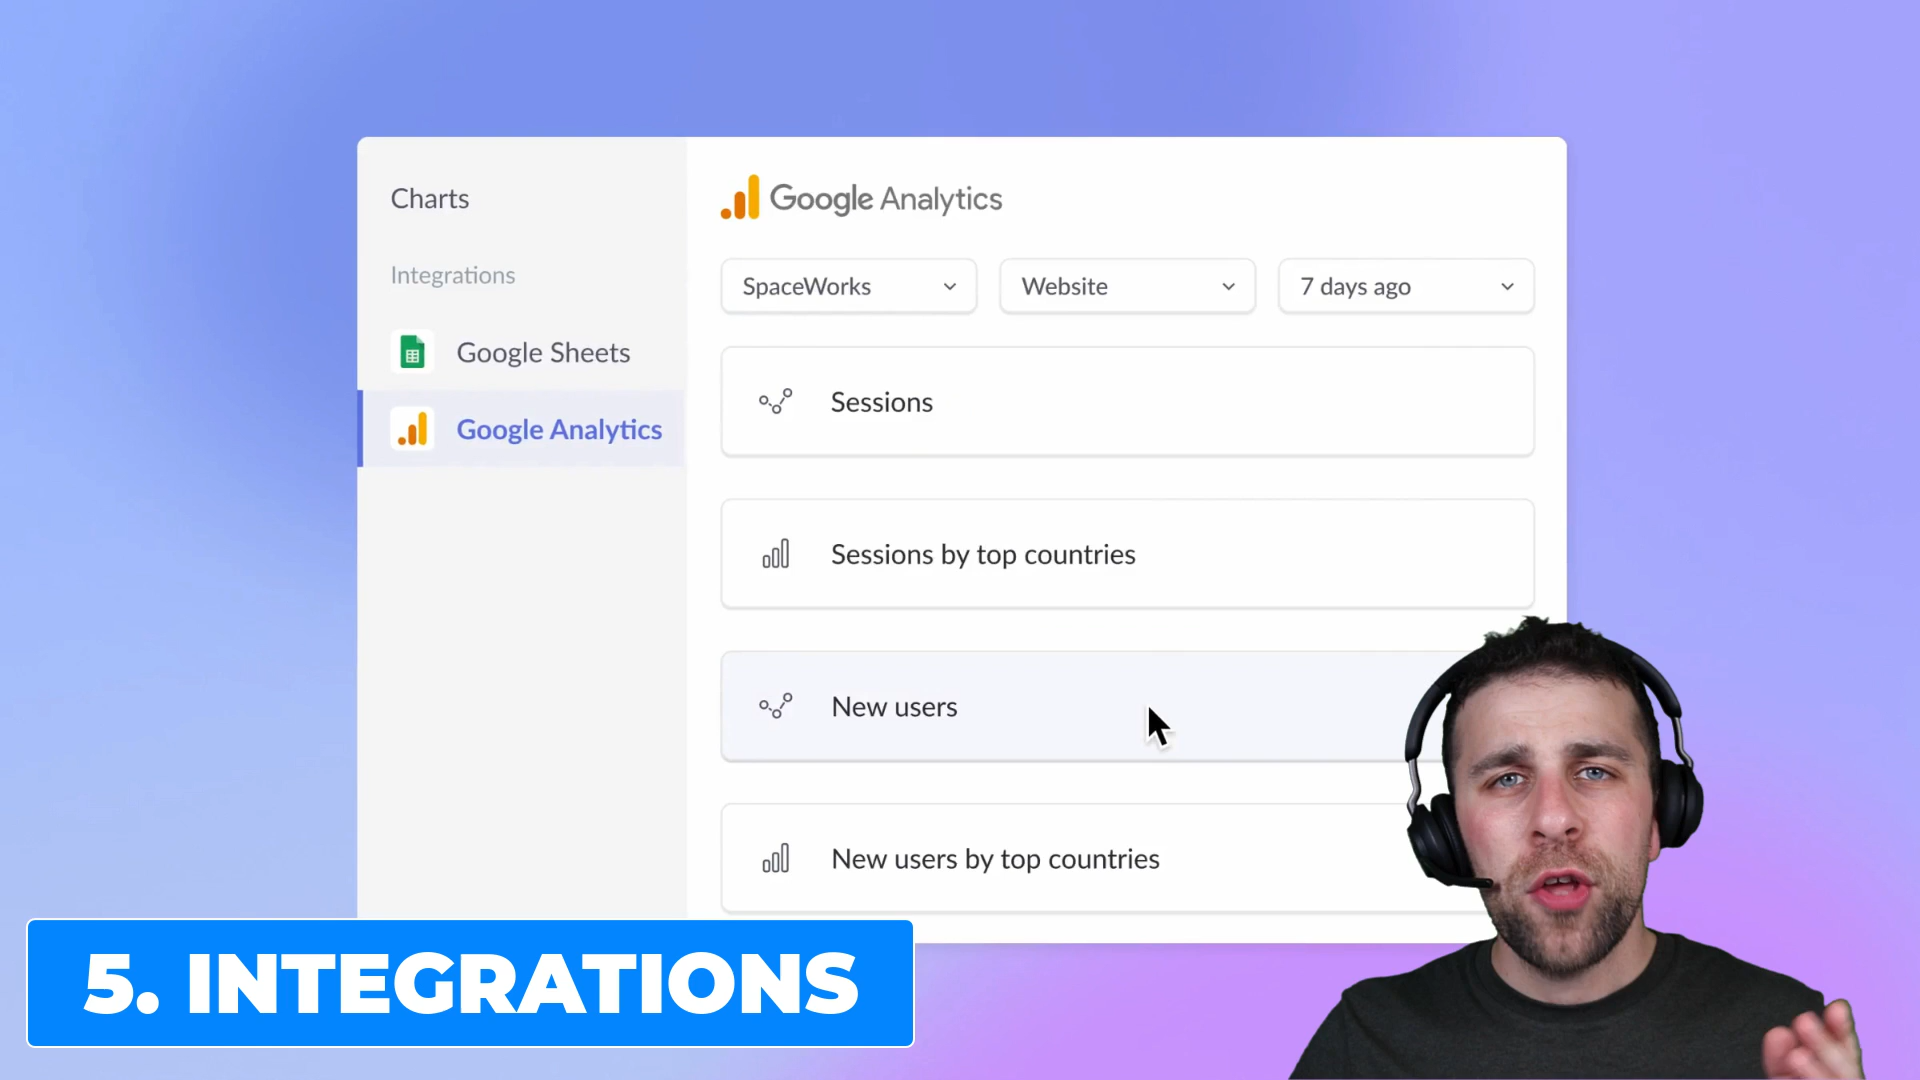 Charts
Integrations
Google Sheets
Google Analytics
Google Analytics
SpaceWorks
Website
7 days ago
Sessions
Sessions by top countries
New users
New users by top countries
5. INTEGRATIONS